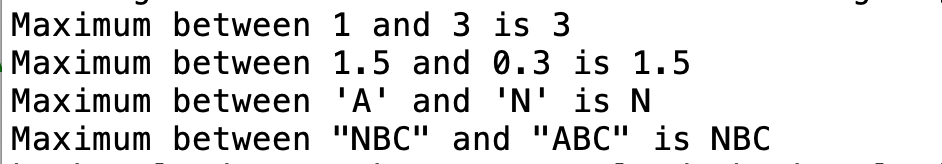 Maximum between 1 and 3 is 3
Maximum between 1.5 and 0.3 is 1.5
Maximum between 'A' and 'N' is N
Maximum between "NBC" and "ABC" is NBC